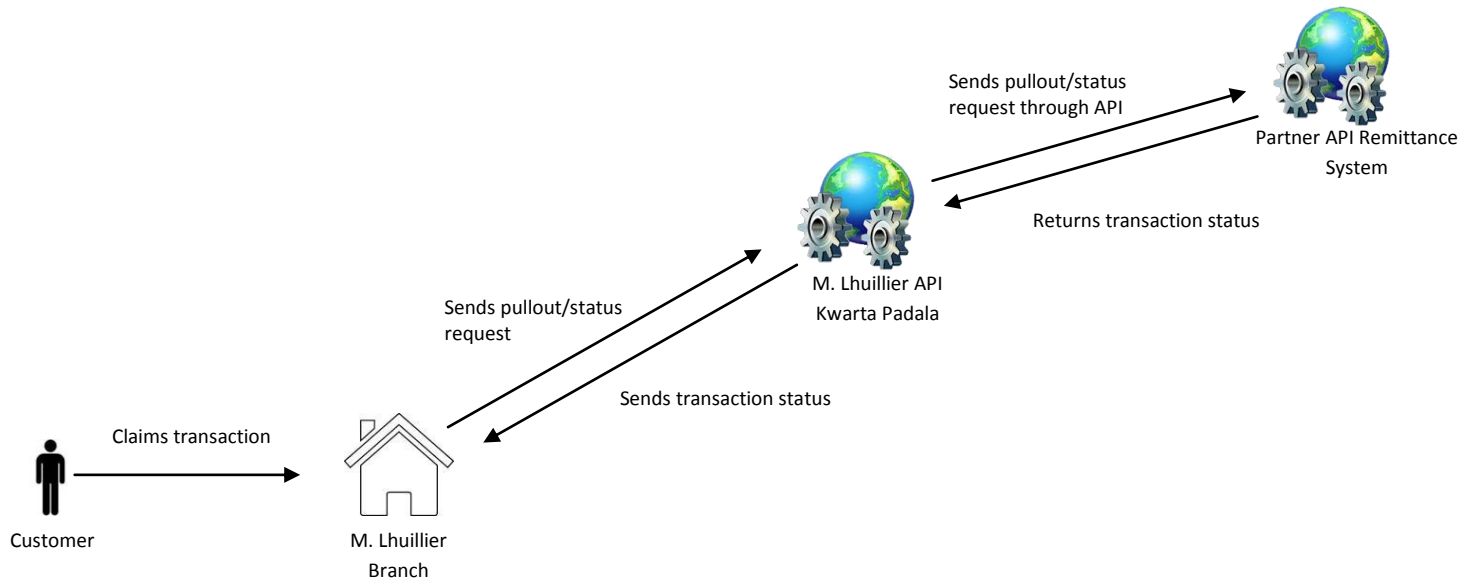 Sends pullout/status
request through API
Partner API Remittance
System
Returns transaction status
M. Lhuillier API
Kwarta Padala
Sends pullout/status
request
Sends transaction status
Claims transaction
Customer
M. Lhuillier
Branch